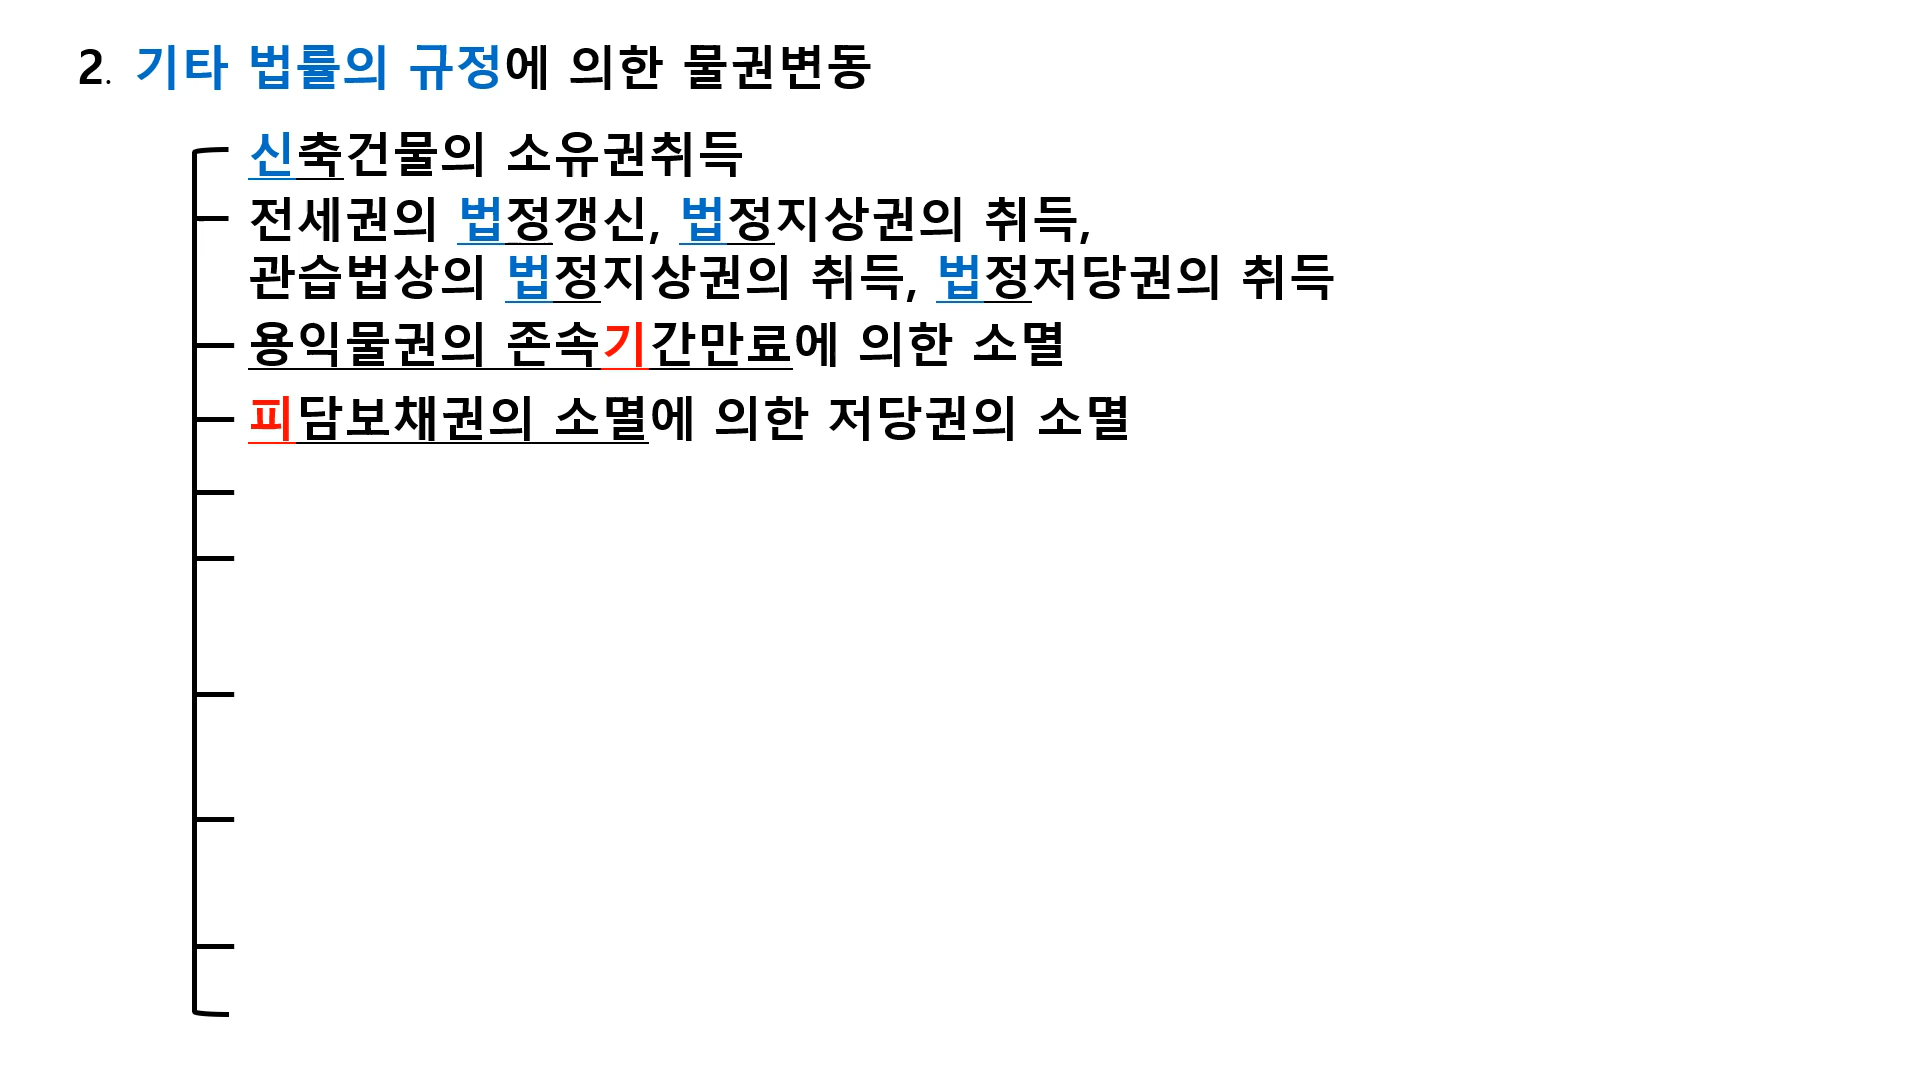 2. 기타 법률의 규정에 의한 물권변동
신축건물의 소유권취득
전세권의 법정갱신, 법정지상권의 취득,
관습법상의 법정지상권의 취득, 법정저당권의 취득
용익물권의 존속기간만료에 의한 소멸
피담보채권의 소멸에 의한 저당권의 소멸